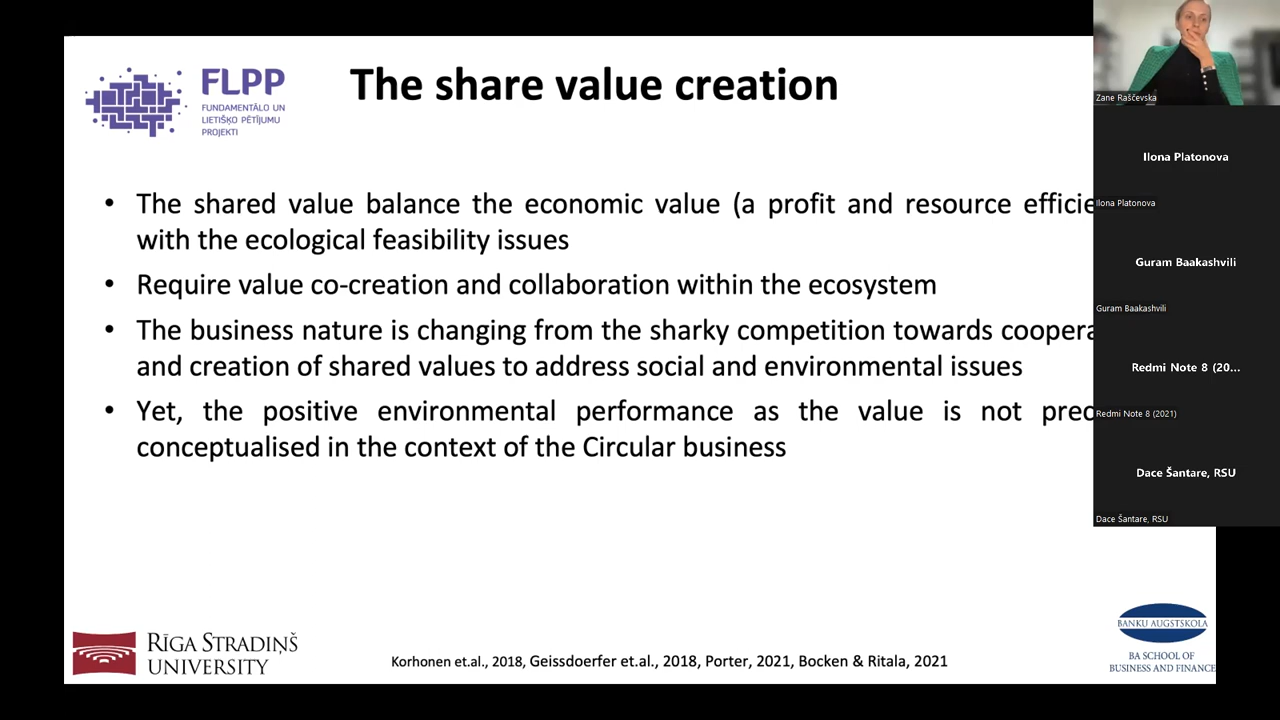 FLPP
FUNDAMENTĀLO UN
LIETIŠĶO PĒTĪJUMU
PROJEKTI
The share value creation
• The shared value balance the economic value (a profit and resource
with the ecological feasibility issues
• Require value co-creation and collaboration within the ecosystem
• The business nature is changing from the sharky competition towards
and creation of shared values to address social and environmental issues
• Yet, the positive environmental performance as the value is not
conceptualised in the context of the Circular business
RĪGA STRADIŅŠ
UNIVERSITY
Korhonen et.al., 2018, Geissdoerfer et.al., 2018, Porter, 2021, Bocken & Ritala, 2021
BANKU AUGSTSKOLA
BA SCHOOL OF
BUSINESS AND FINANCE
Zane Raščevska
Ilona Platonova
Ilona Platonova
Guram Baakashvili
Guram Baakashvili
Redmi Note 8 (20...
Redmi Note 8 (2021)
Dace Šantare, RSU
Dace Šantare, RSU